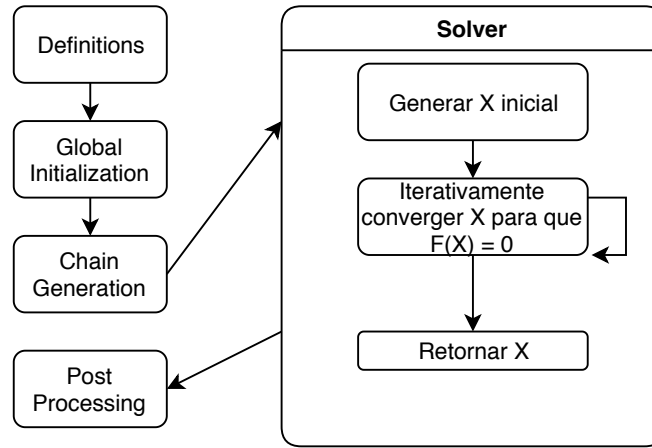 Definitions
Global
Initialization
Chain
Generation
Post
Processing
Solver
Generar X inicial
Iterativamente
converger X para que
F(X) = 0
Retornar X